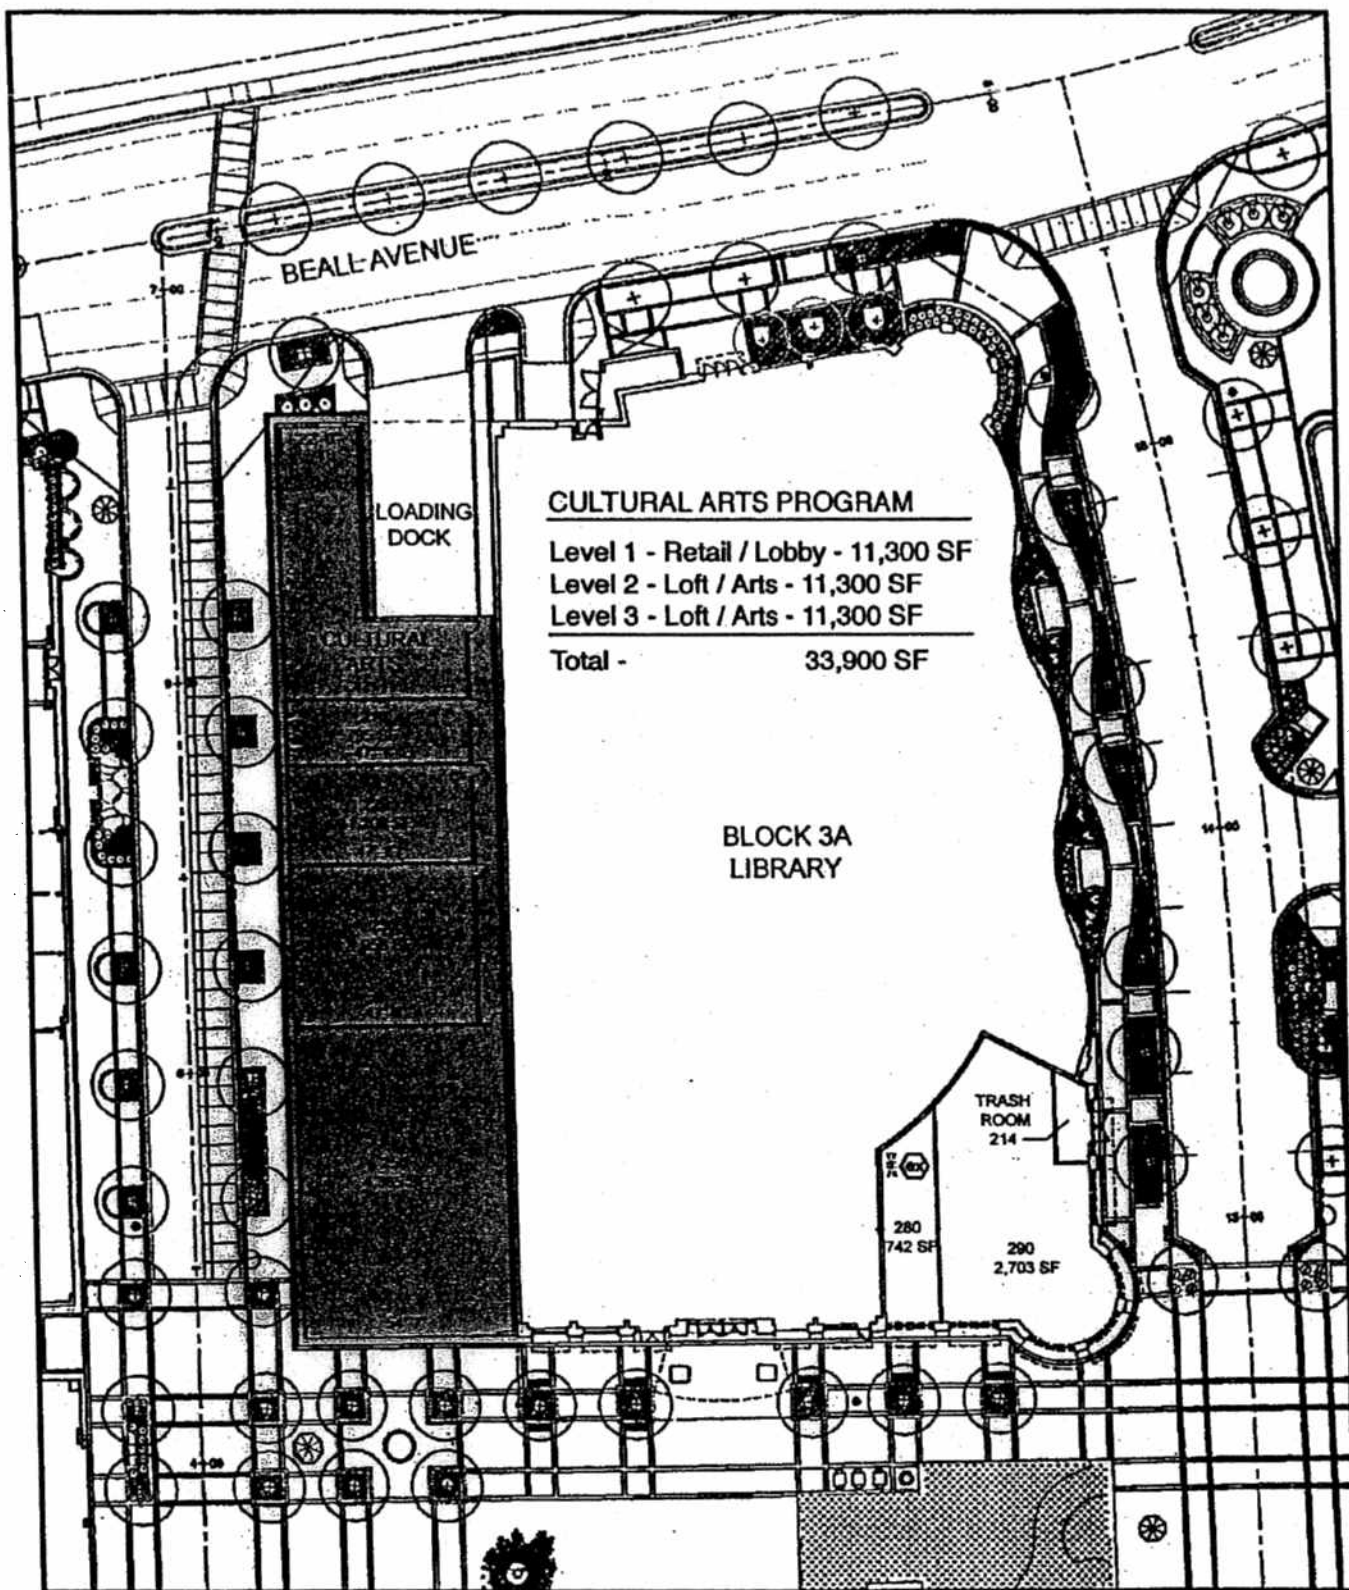 BEALL AVENUE
LOADING
DOCK
CULTURAL ARTS PROGRAM
Level 1 - Retail / Lobby - 11,300 SF
Level 2 - Loft / Arts - 11,300 SF
Level 3 - Loft / Arts - 11,300 SF
Total - 33,900 SF
CULTURAL
ARTS
BLOCK 3A
LIBRARY
TRASH
ROOM
214
280
742 SF
290
2,703 SF